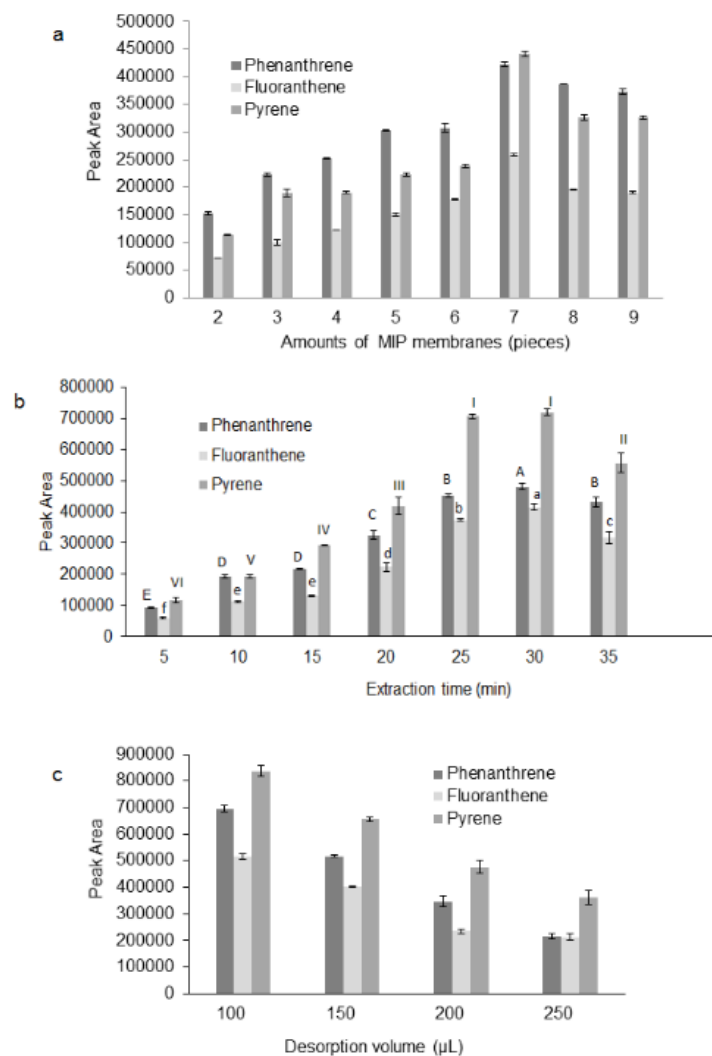 a
500000
450000
400000
350000
300000
250000
200000
150000
100000
50000
0
Peak Area
Phenanthrene
Fluoranthene
Pyrene
2 3 4 5 6 7 8 9
Amounts of MIP membranes (pieces)
b
800000
700000
600000
500000
400000
300000
200000
100000
0
Peak Area
Phenanthrene
Fluoranthene
Pyrene
E f VI D e V D e IV C d III B b I A a I B c II
5 10 15 20 25 30 35
Extraction time (min)
c
900000
800000
700000
600000
500000
400000
300000
200000
100000
0
Peak Area
Phenanthrene
Fluoranthene
Pyrene
100 150 200 250
Desorption volume (µL)